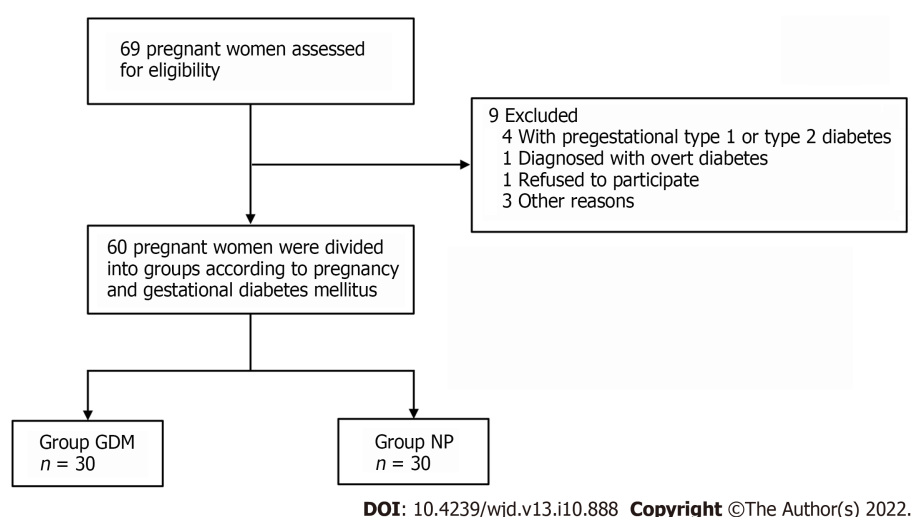 69 pregnant women assessed
for eligibility
9 Excluded
4 With pregestational type 1 or type 2 diabetes
1 Diagnosed with overt diabetes
1 Refused to participate
3 Other reasons
60 pregnant women were divided
into groups according to pregnancy
and gestational diabetes mellitus
Group GDM
n = 30
Group NP
n = 30
DOI: 10.4239/wjd.v13.i10.888 Copyright ©The Author(s) 2022.